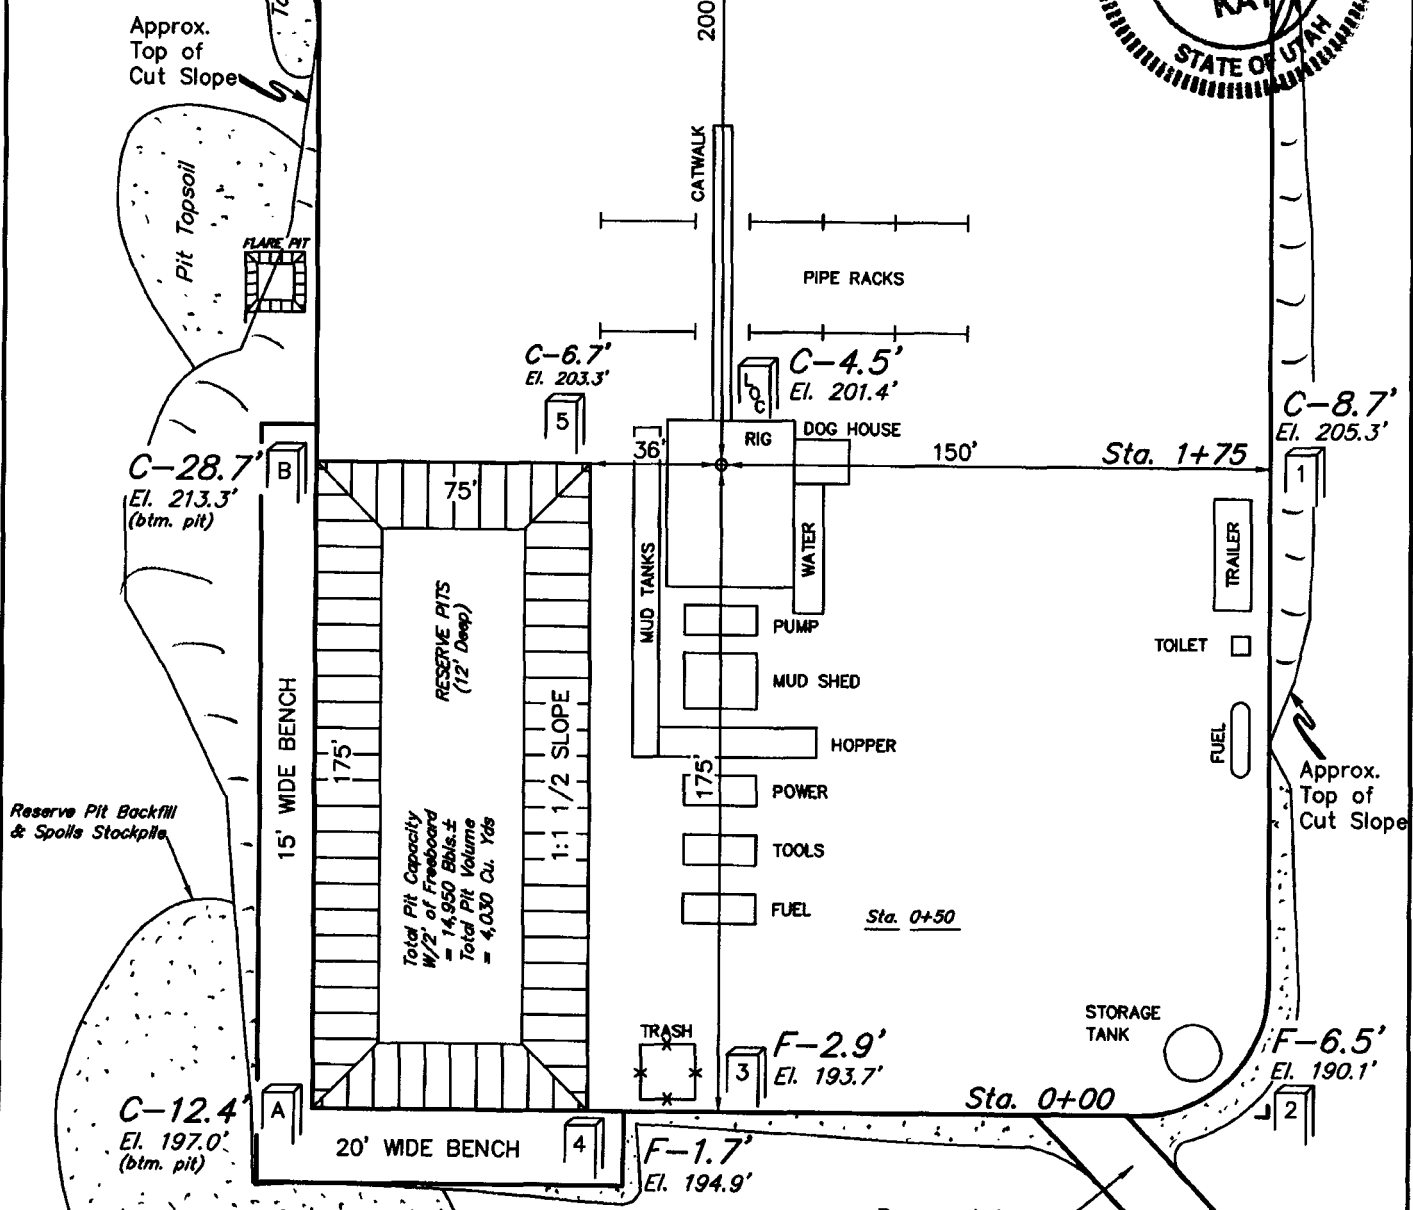 Approx.
Top of
Cut Slope
To
200
KAY
STATE OF UTAH
CATWALK
Pit Topsoil
FLARE PIT
PIPE RACKS
C-6.7'
El. 203.3'
5
LOC
C-4.5'
El. 201.4'
C-8.7'
El. 205.3'
1
RIG
DOG HOUSE
36'
150'
Sta. 1+75
C-28.7'
El. 213.3'
(btm. pit)
B
75'
MUD TANKS
WATER
TRAILER
RESERVE PITS
(12' Deep)
PUMP
TOILET
MUD SHED
15' WIDE BENCH
175'
1:1 1/2 SLOPE
HOPPER
FUEL
175'
POWER
Approx.
Top of
Cut Slope
Reserve Pit Backfill
& Spoils Stockpile
Total Pit Capacity
W/2' of Freeboard
= 14,950 Bbls.±
Total Pit Volume
= 4,030 Cu. Yds
TOOLS
FUEL
Sta. 0+50
STORAGE
TANK
TRASH
3
F-2.9'
El. 193.7'
F-6.5'
El. 190.1'
2
Sta. 0+00
C-12.4'
El. 197.0'
(btm. pit)
A
20' WIDE BENCH
4
F-1.7'
El. 194.9'